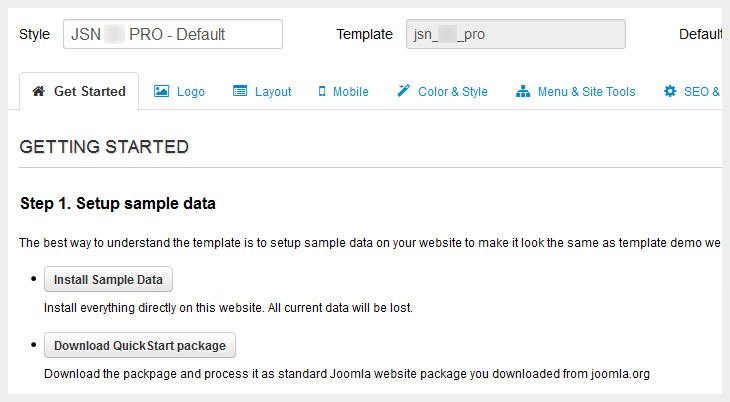 Style JSN PRO - Default Template jsn_ _pro Default
Get Started Logo Layout Mobile Color & Style Menu & Site Tools SEO &
GETTING STARTED
Step 1. Setup sample data
The best way to understand the template is to setup sample data on your website to make it look the same as template demo we
• Install Sample Data
Install everything directly on this website. All current data will be lost.
• Download QuickStart package
Download the packpage and process it as standard Joomla website package you downloaded from joomla.org